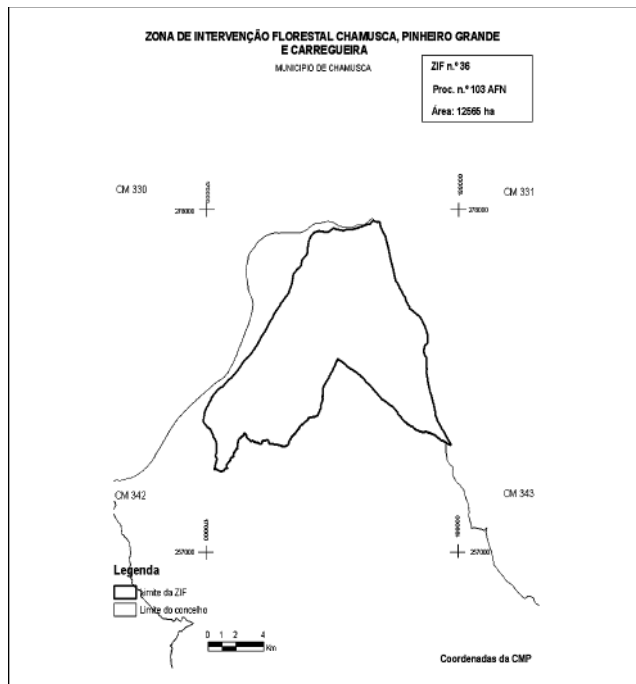 ZONA DE INTERVENÇÃO FLORESTAL CHAMUSCA, PINHEIRO GRANDE
E CARREGUEIRA
MUNICIPIO DE CHAMUSCA
ZIF n.º 36
Proc. n.º 103 AFN
Área: 12565 ha
CM 330
CM 331
CM 342
CM 343
257000
257000
Legenda
Limite da ZIF
Limite do concelho
0 1 2 4
Km
Coordenadas da CMP